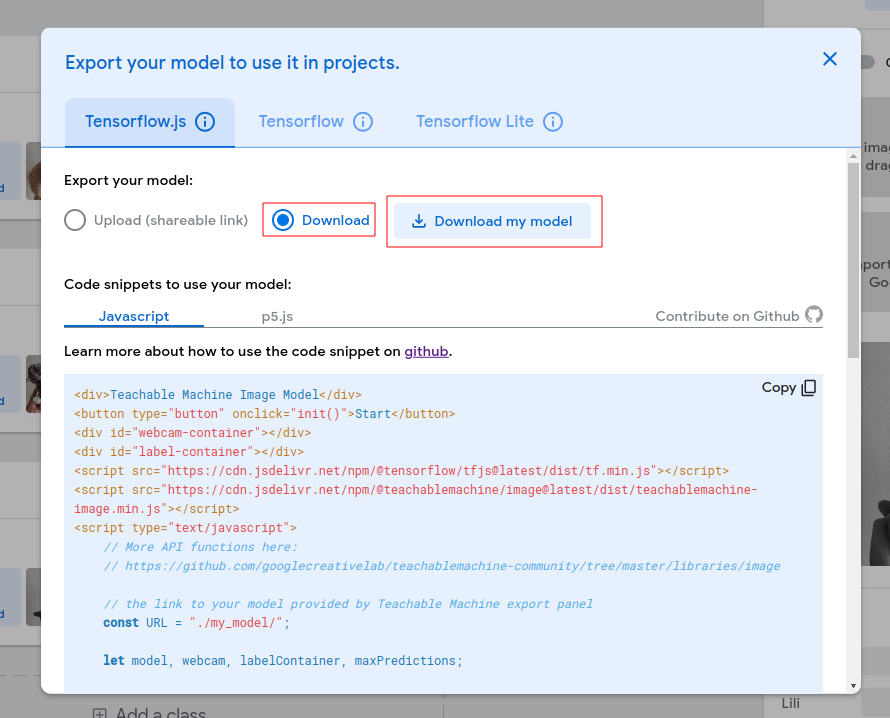 Export your model to use it in projects.
Tensorflow.js Tensorflow Tensorflow Lite
Export your model:
Upload (shareable link) Download Download my model
Code snippets to use your model:
Javascript p5.js Contribute on Github
Learn more about how to use the code snippet on github.
Copy
<div>Teachable Machine Image Model</div>
<button type="button" onclick="init()">Start</button>
<div id="webcam-container"></div>
<div id="label-container"></div>
<script src="https://cdn.jsdelivr.net/npm/@tensorflow/tfjs@latest/dist/tf.min.js"></script>
<script src="https://cdn.jsdelivr.net/npm/@teachablemachine/image@latest/dist/teachablemachine-
image.min.js"></script>
<script type="text/javascript">
// More API functions here:
// https://github.com/googlecreativelab/teachablemachine-community/tree/master/libraries/image
// the link to your model provided by Teachable Machine export panel
const URL = "./my_model/";
let model, webcam, labelContainer, maxPredictions;
Add a class
Lili